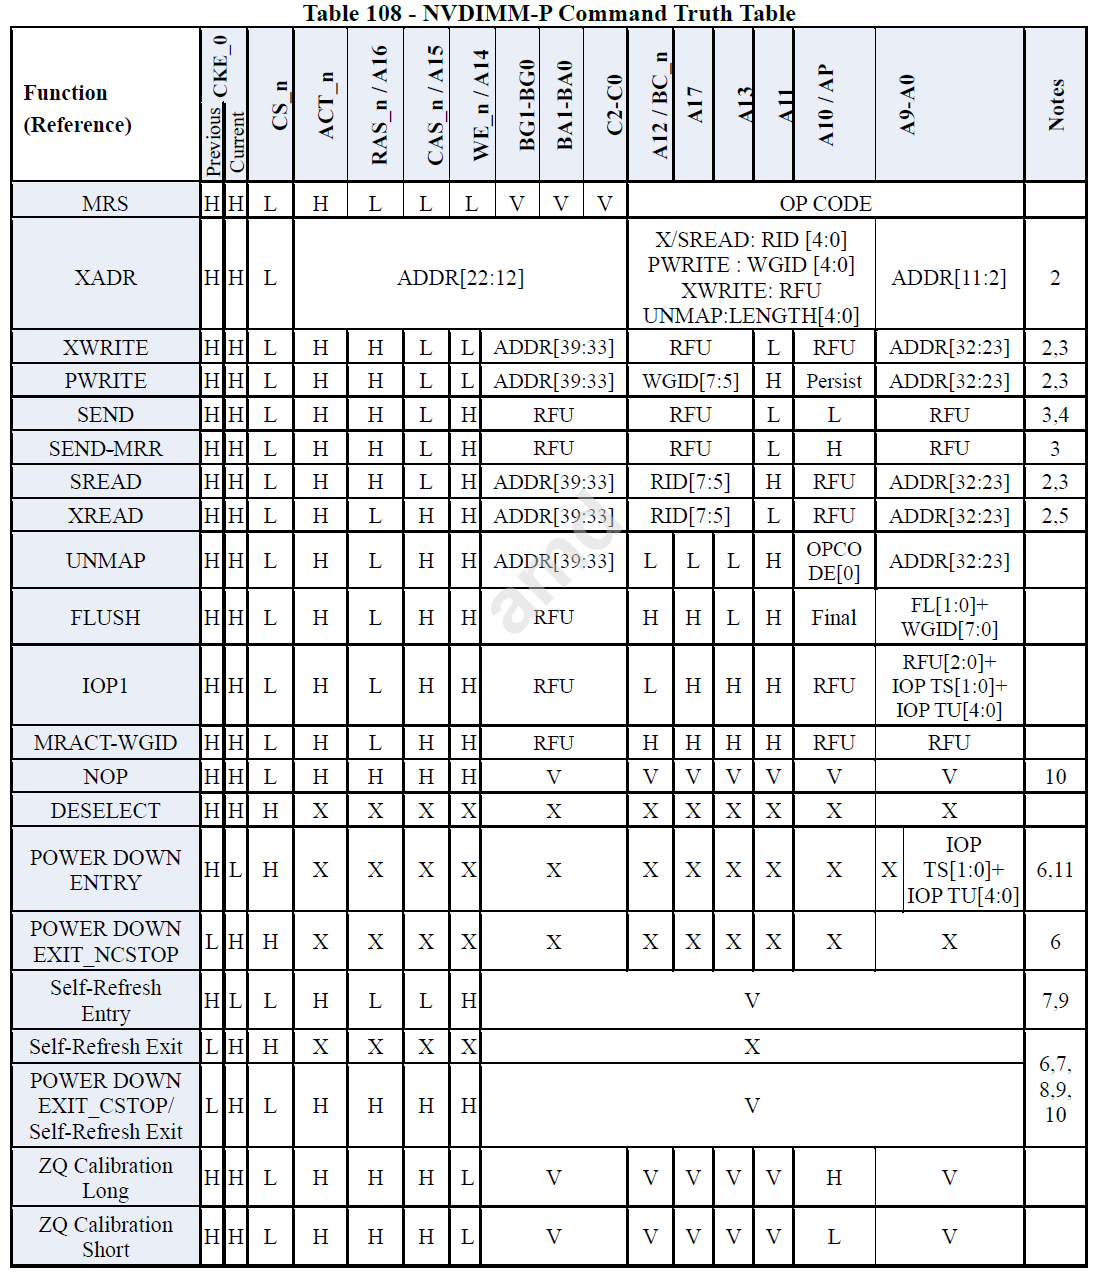 Table 108 - NVDIMM-P Command Truth Table
Function
(Reference)
CKE_0
Previous
Current
CS_n
ACT_n
RAS_n / A16
CAS_n / A15
WE_n / A14
BG1-BG0
BA1-BA0
C2-C0
A12 / BC_n
A17
A13
A11
A10 / AP
A9-A0
Notes
MRS H H L H L L L V V V OP CODE
XADR H H L ADDR[22:12]
X/SREAD: RID [4:0]
PWRITE : WGID [4:0]
XWRITE: RFU
UNMAP:LENGTH[4:0]
ADDR[11:2] 2
XWRITE H H L H H L L ADDR[39:33] RFU L RFU ADDR[32:23] 2,3
PWRITE H H L H H L L ADDR[39:33] WGID[7:5] H Persist ADDR[32:23] 2,3
SEND H H L H H L H RFU RFU L L RFU 3,4
SEND-MRR H H L H H L H RFU RFU L H RFU 3
SREAD H H L H H L H ADDR[39:33] RID[7:5] H RFU ADDR[32:23] 2,3
XREAD H H L H L H H ADDR[39:33] RID[7:5] L RFU ADDR[32:23] 2,5
UNMAP H H L H L H H ADDR[39:33] L L L H
OPCO
DE[0]
ADDR[32:23]
FLUSH H H L H L H H RFU H H L H Final
FL[1:0]+
WGID[7:0]
IOP1 H H L H L H H RFU L H H H RFU
RFU[2:0]+
IOP TS[1:0]+
IOP TU[4:0]
MRACT-WGID H H L H L H H RFU H H H H RFU RFU
NOP H H L H H H H V V V V V V V 10
DESELECT H H H X X X X X X X X X X X
POWER DOWN
ENTRY
H L H X X X X X X X X X X X
IOP
TS[1:0]+
IOP TU[4:0]
6,11
POWER DOWN
EXIT_NCSTOP
L H H X X X X X X X X X X X 6
Self-Refresh
Entry
H L L H L L H V 7,9
Self-Refresh Exit L H H X X X X X
6,7,
8,9,
10
POWER DOWN
EXIT_CSTOP/
Self-Refresh Exit
L H L H H H H V
ZQ Calibration
Long
H H L H H H L V V V V V H V
ZQ Calibration
Short
H H L H H H L V V V V V L V
amd